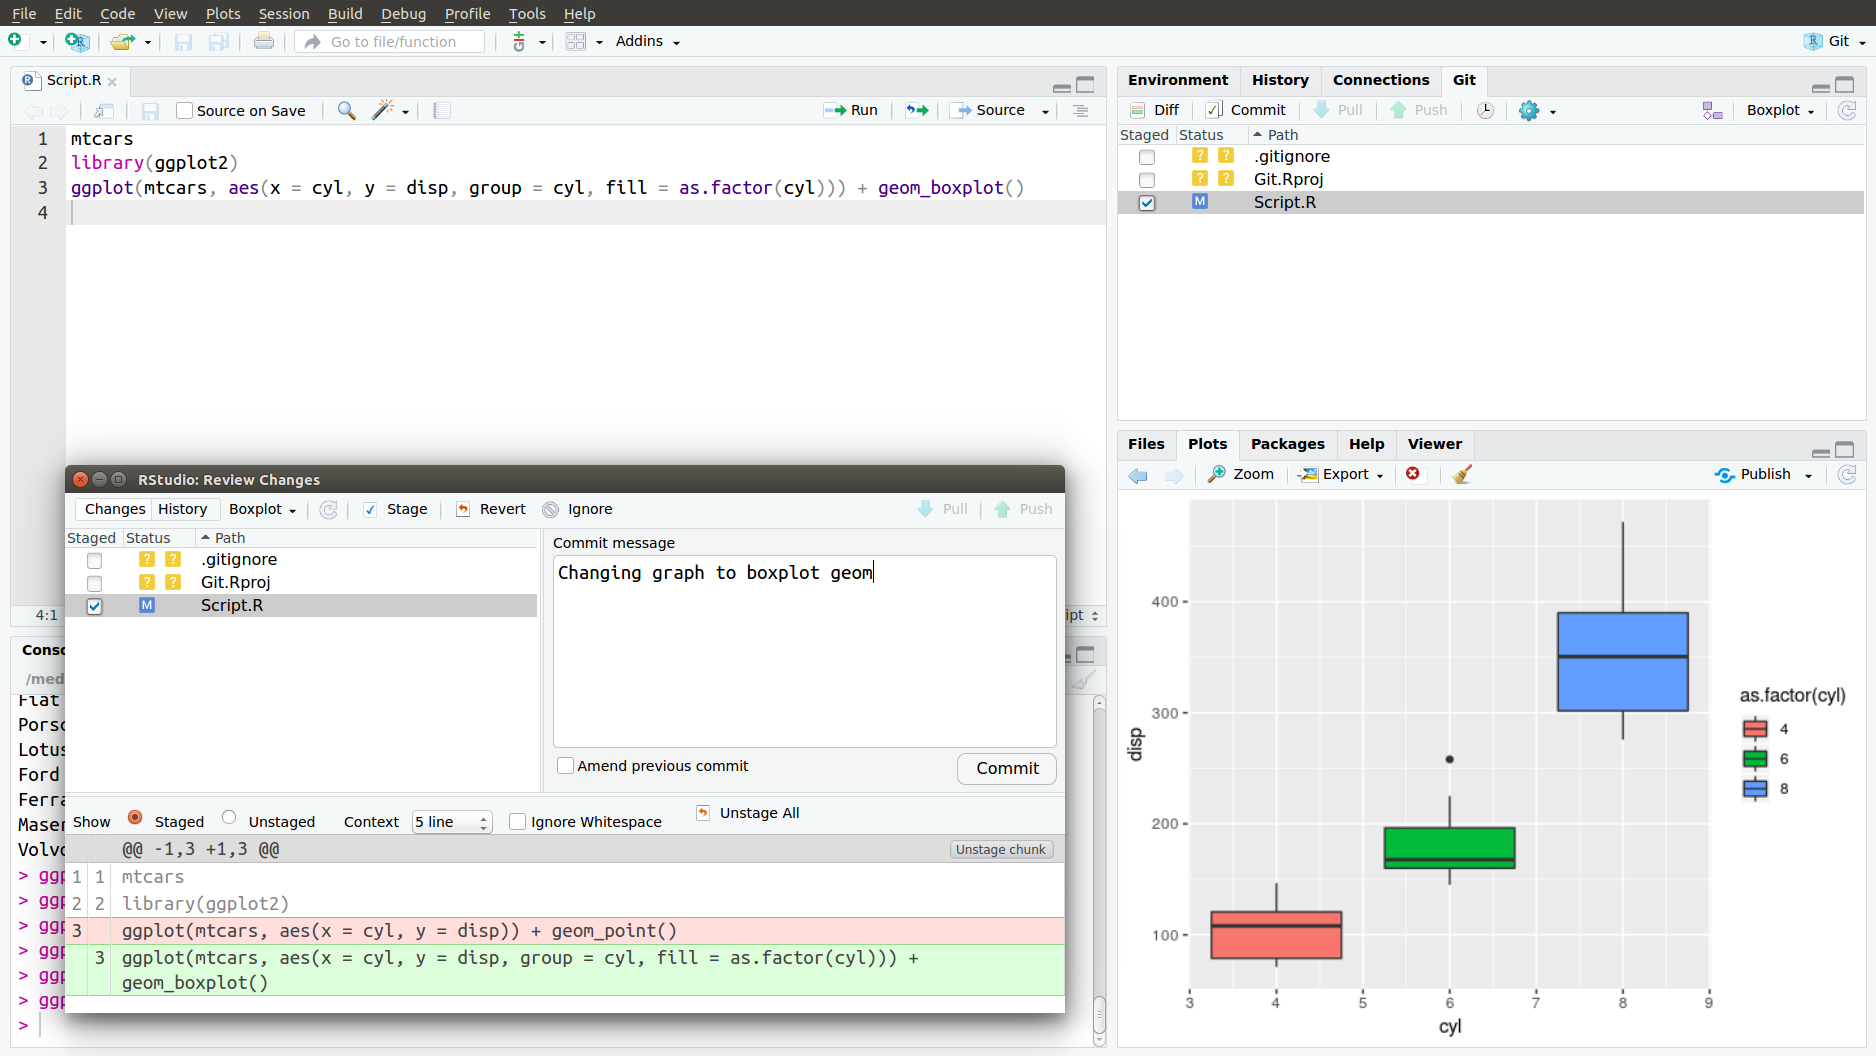 File Edit Code View Plots Session Build Debug Profile Tools Help
Go to file/function Addins Git
Script.R
Source on Save Run Source
1 mtcars
2 library(ggplot2)
3 ggplot(mtcars, aes(x = cyl, y = disp, group = cyl, fill = as.factor(cyl))) + geom_boxplot()
4
4:1
Environment History Connections Git
Diff Commit Pull Push Boxplot
Staged Status Path
? ? .gitignore
? ? Git.Rproj
M Script.R
RStudio: Review Changes
Changes History Boxplot Stage Revert Ignore Pull Push
Staged Status Path
? ? .gitignore
? ? Git.Rproj
M Script.R
Commit message
Changing graph to boxplot geom
Amend previous commit
Commit
Show Staged Unstaged Context 5 line Ignore Whitespace Unstage All
@@ -1,3 +1,3 @@ Unstage chunk
1 1 mtcars
2 2 library(ggplot2)
3 ggplot(mtcars, aes(x = cyl, y = disp)) + geom_point()
3 ggplot(mtcars, aes(x = cyl, y = disp, group = cyl, fill = as.factor(cyl))) +
geom_boxplot()
ipt
Conso
/med
Fiat
Porsc
Lotus
Ford
Ferra
Maser
Volvo
> ggp
> ggp
> ggp
> ggp
> ggp
> ggp
>
Files Plots Packages Help Viewer
Zoom Export Publish
disp
400
300
200
100
3 4 5 6 7 8 9
cyl
as.factor(cyl)
4
6
8